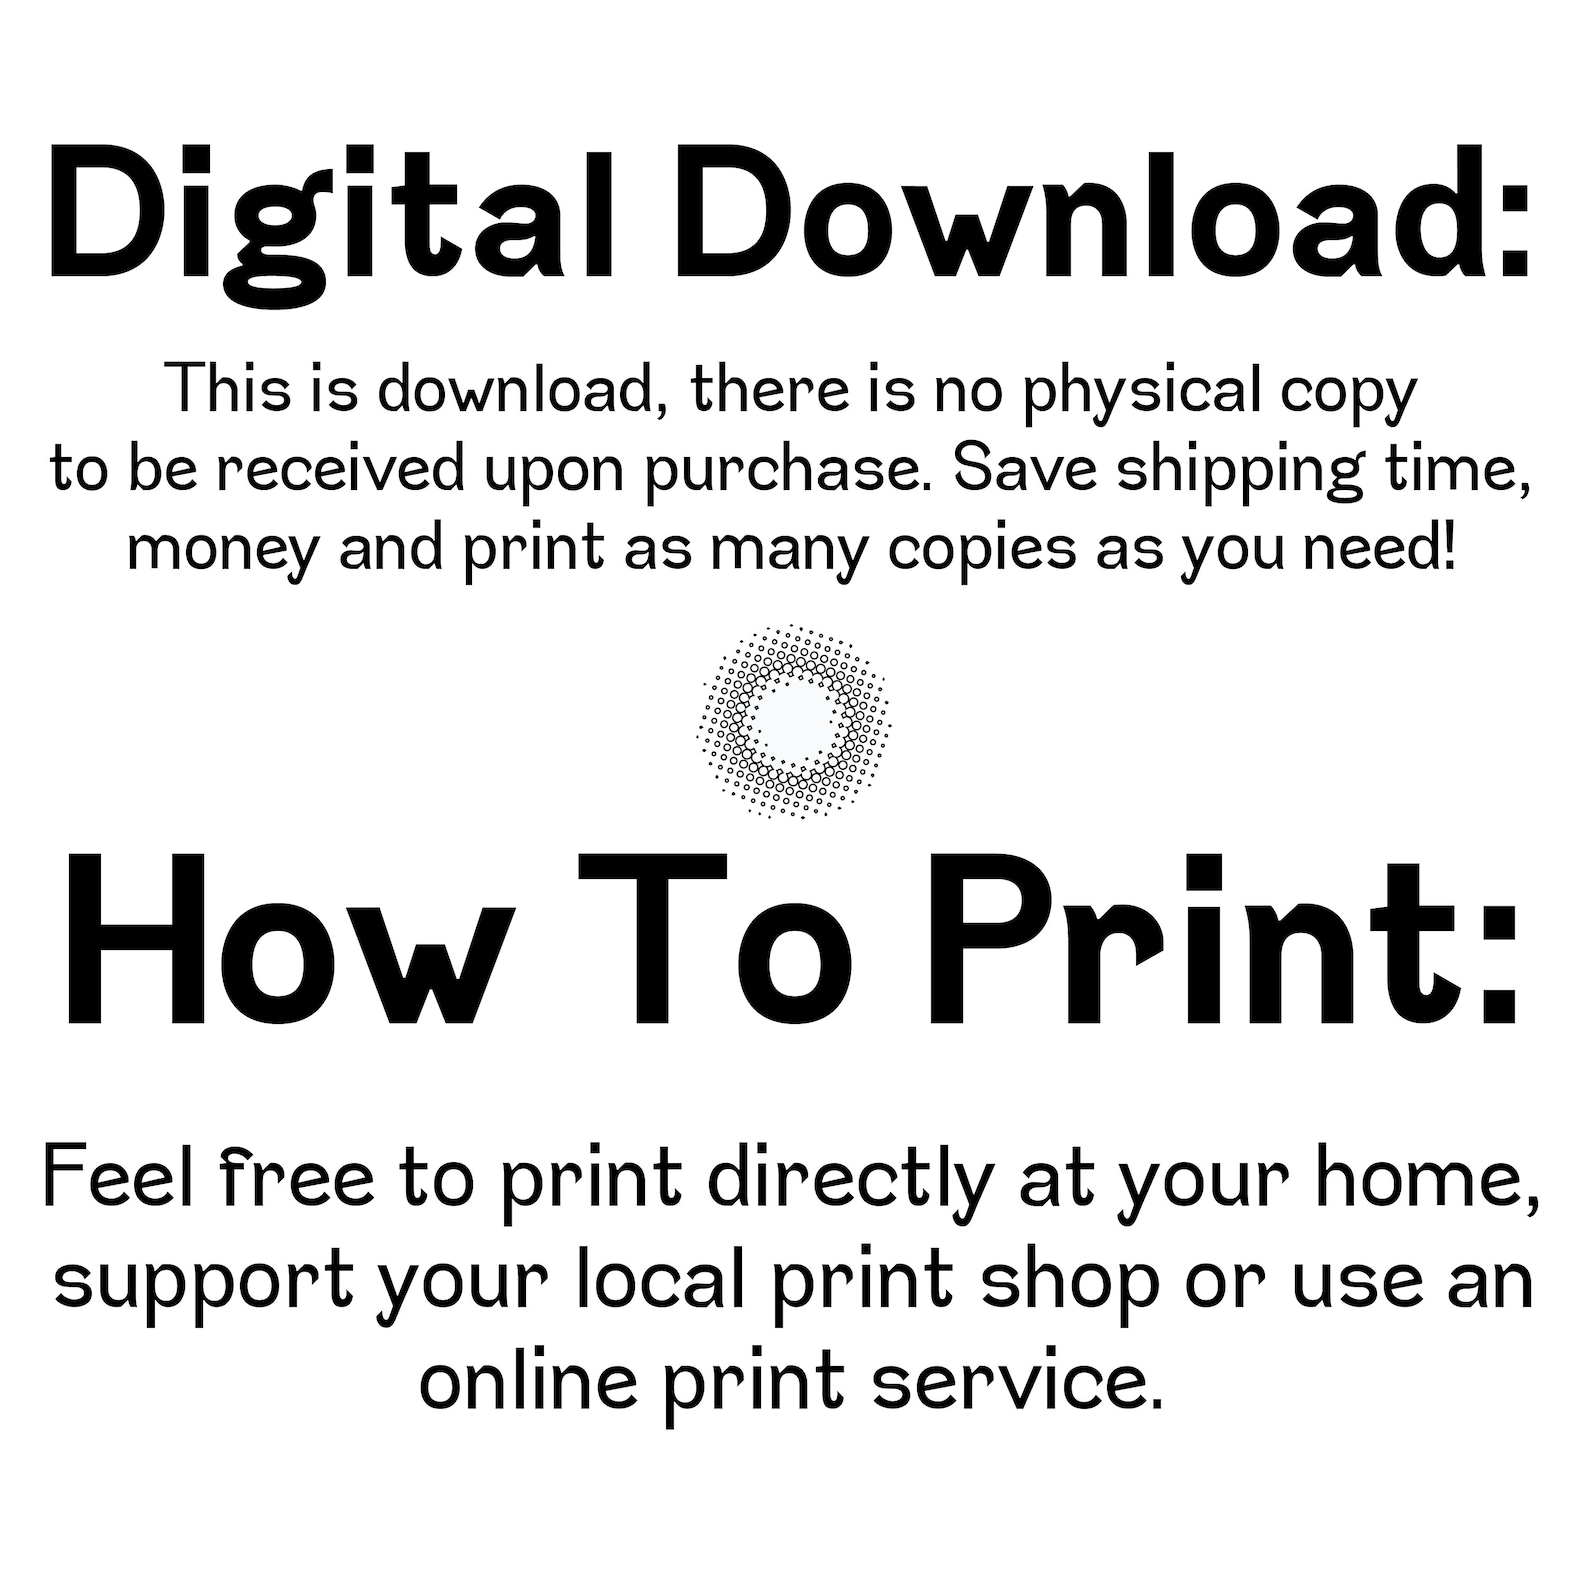 Digital Download:
This is download, there is no physical copy
to be received upon purchase. Save shipping time,
money and print as many copies as you need!
How To Print:
Feel free to print directly at your home,
support your local print shop or use an
online print service.